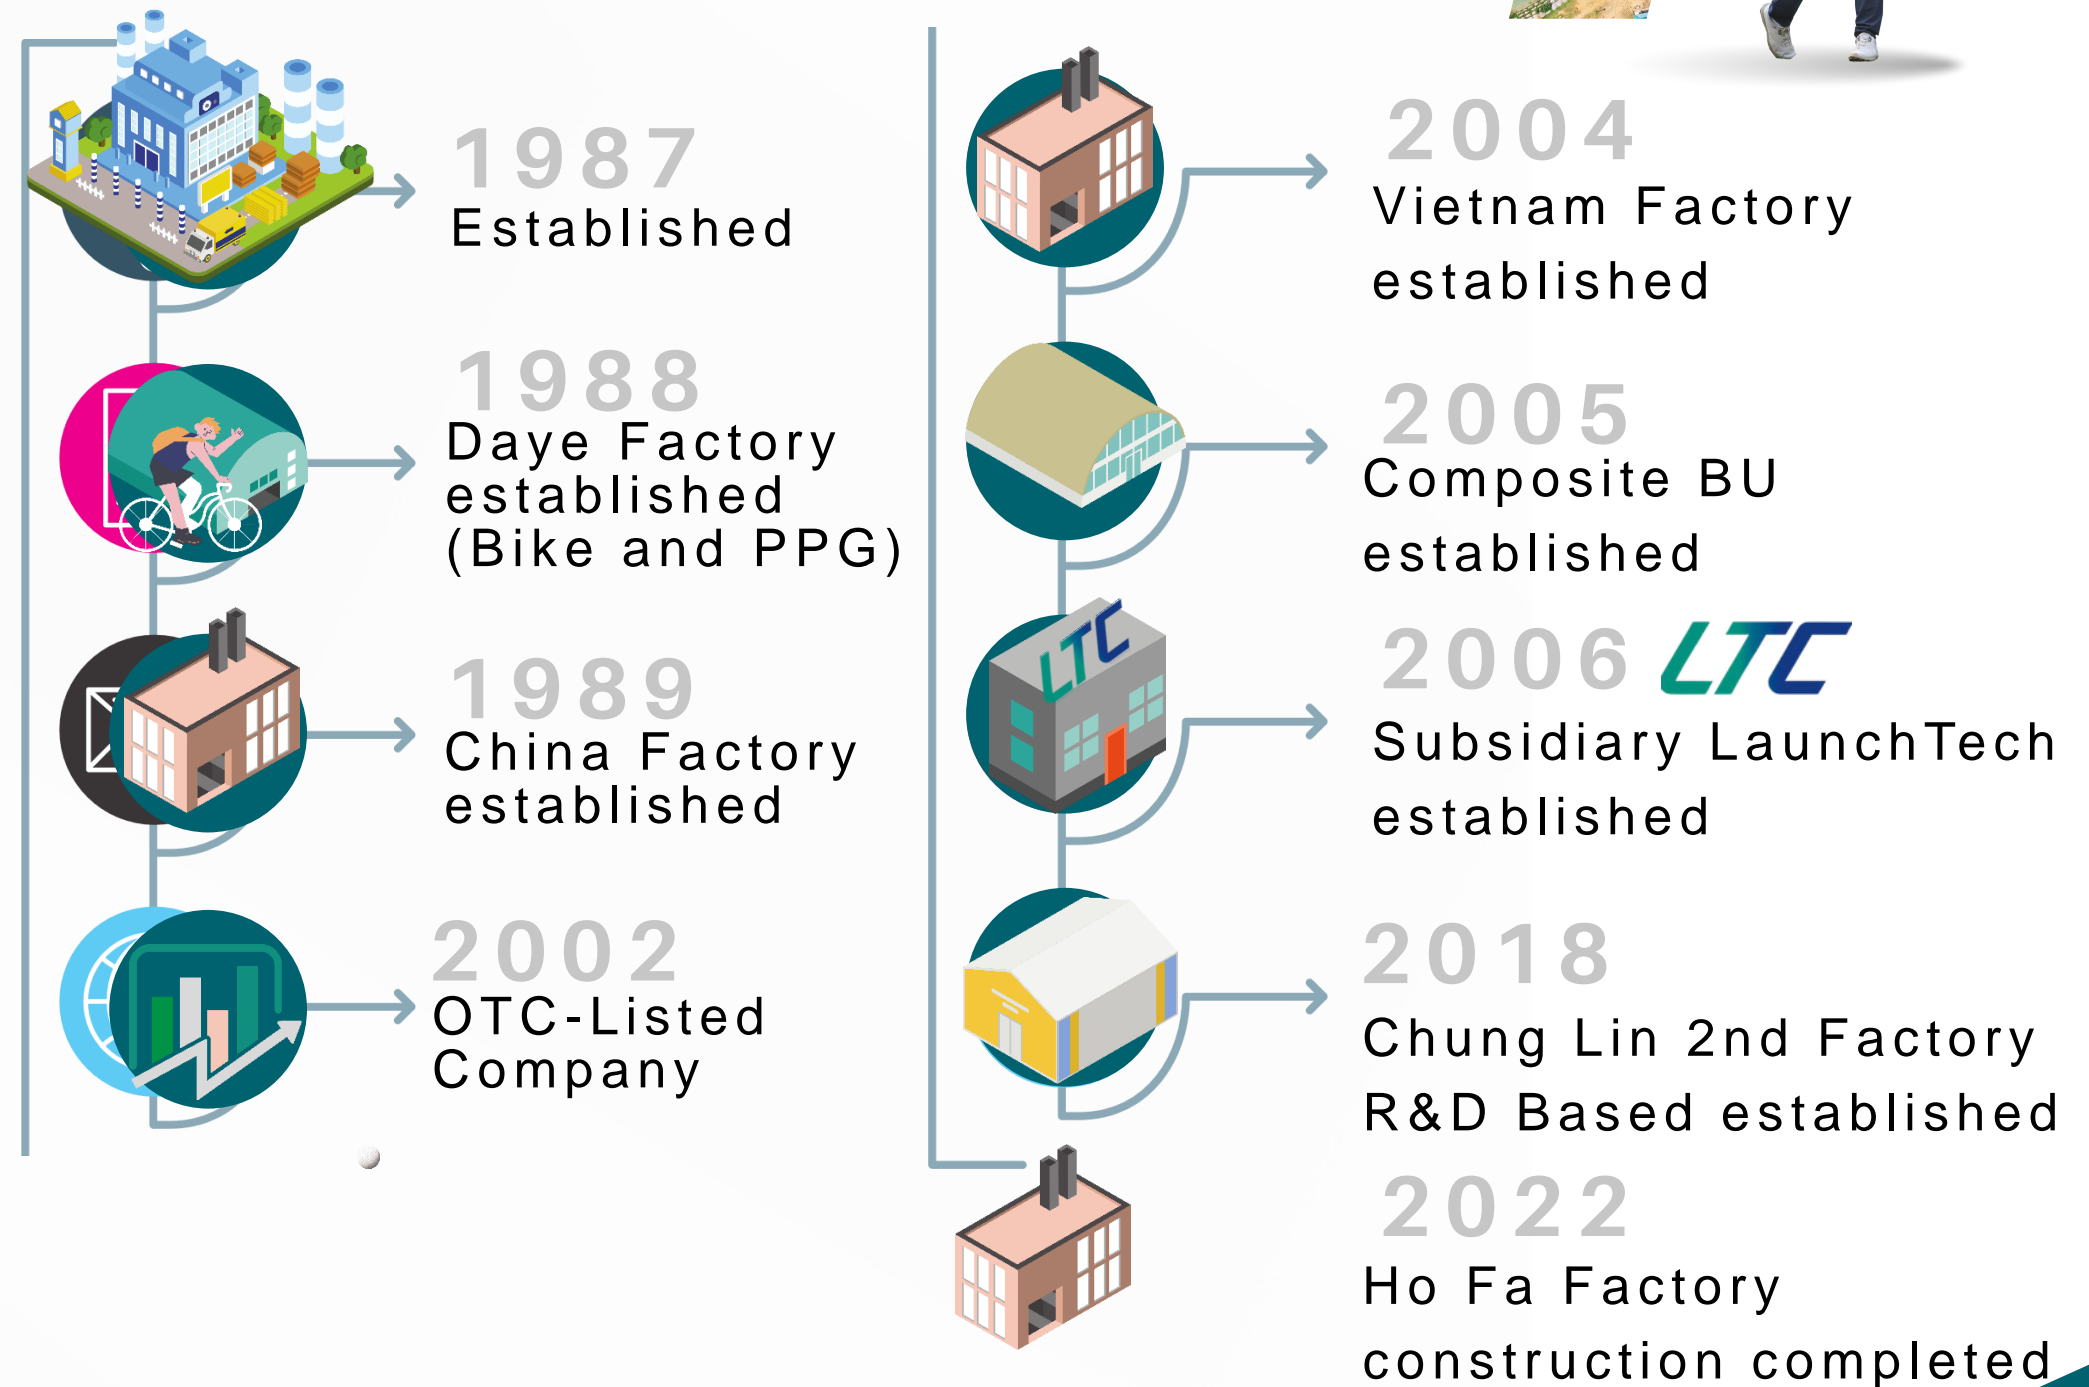 1987
Established
1988
Daye Factory
established
(Bike and PPG)
1989
China Factory
established
2002
OTC-Listed
Company
2004
Vietnam Factory
established
2005
Composite BU
established
LTC
2006 LTC
Subsidiary LaunchTech
established
2018
Chung Lin 2nd Factory
R&D Based established
2022
Ho Fa Factory
construction completed